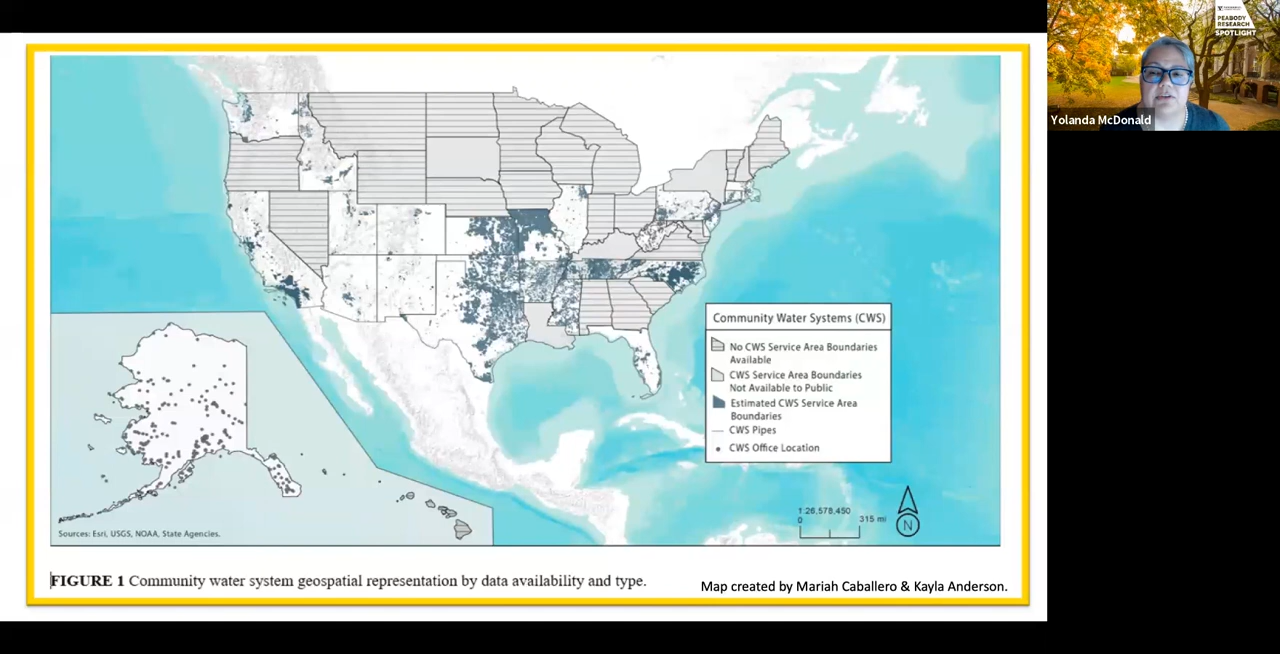 Community Water Systems (CWS)
No CWS Service Area Boundaries
Available
CWS Service Area Boundaries
Not Available to Public
Estimated CWS Service Area
Boundaries
CWS Pipes
CWS Office Location
1:26,578,450
0 315 mi
N
Sources: Esri, USGS, NOAA, State Agencies.
FIGURE 1 Community water system geospatial representation by data availability and type.
Map created by Mariah Caballero & Kayla Anderson.
PEABODY
RESEARCH
SPOTLIGHT
Yolanda McDonald